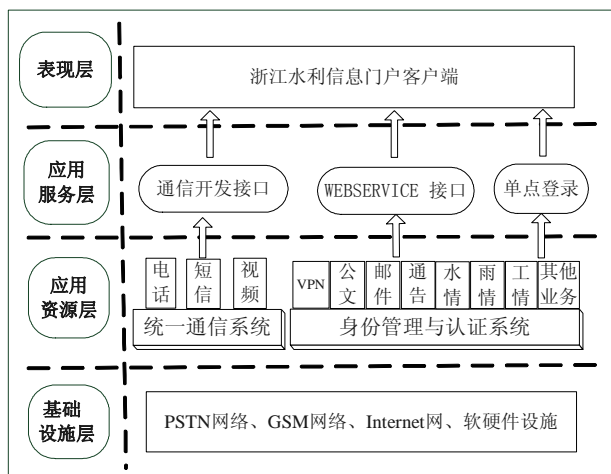 表现层
浙江水利信息门户客户端
应用
服务层
通信开发接口
WEBSERVICE 接口
单点登录
应用
资源层
电话
短信
视频
统一通信系统
VPN
公文
邮件
通告
水情
雨情
工情
其他
业务
身份管理与认证系统
基础
设施层
PSTN网络、GSM网络、Internet网、软硬件设施